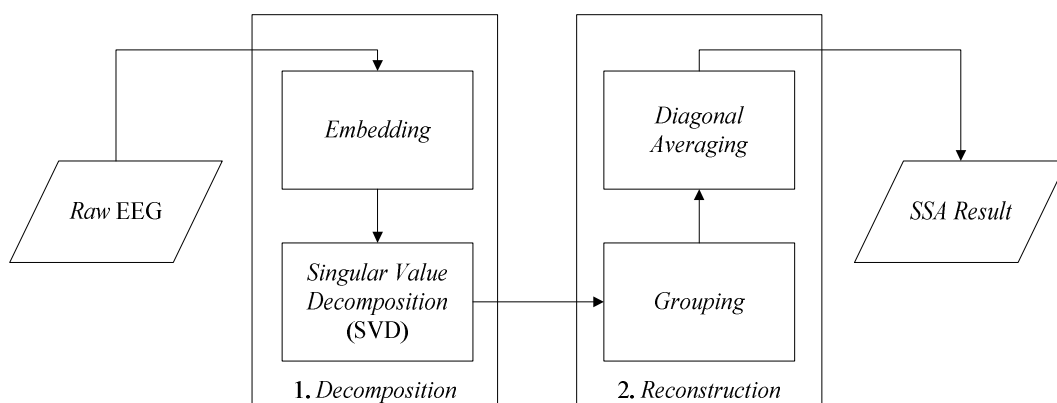 Raw EEG
Embedding
Singular Value
Decomposition
(SVD)
1. Decomposition
Diagonal
Averaging
Grouping
2. Reconstruction
SSA Result